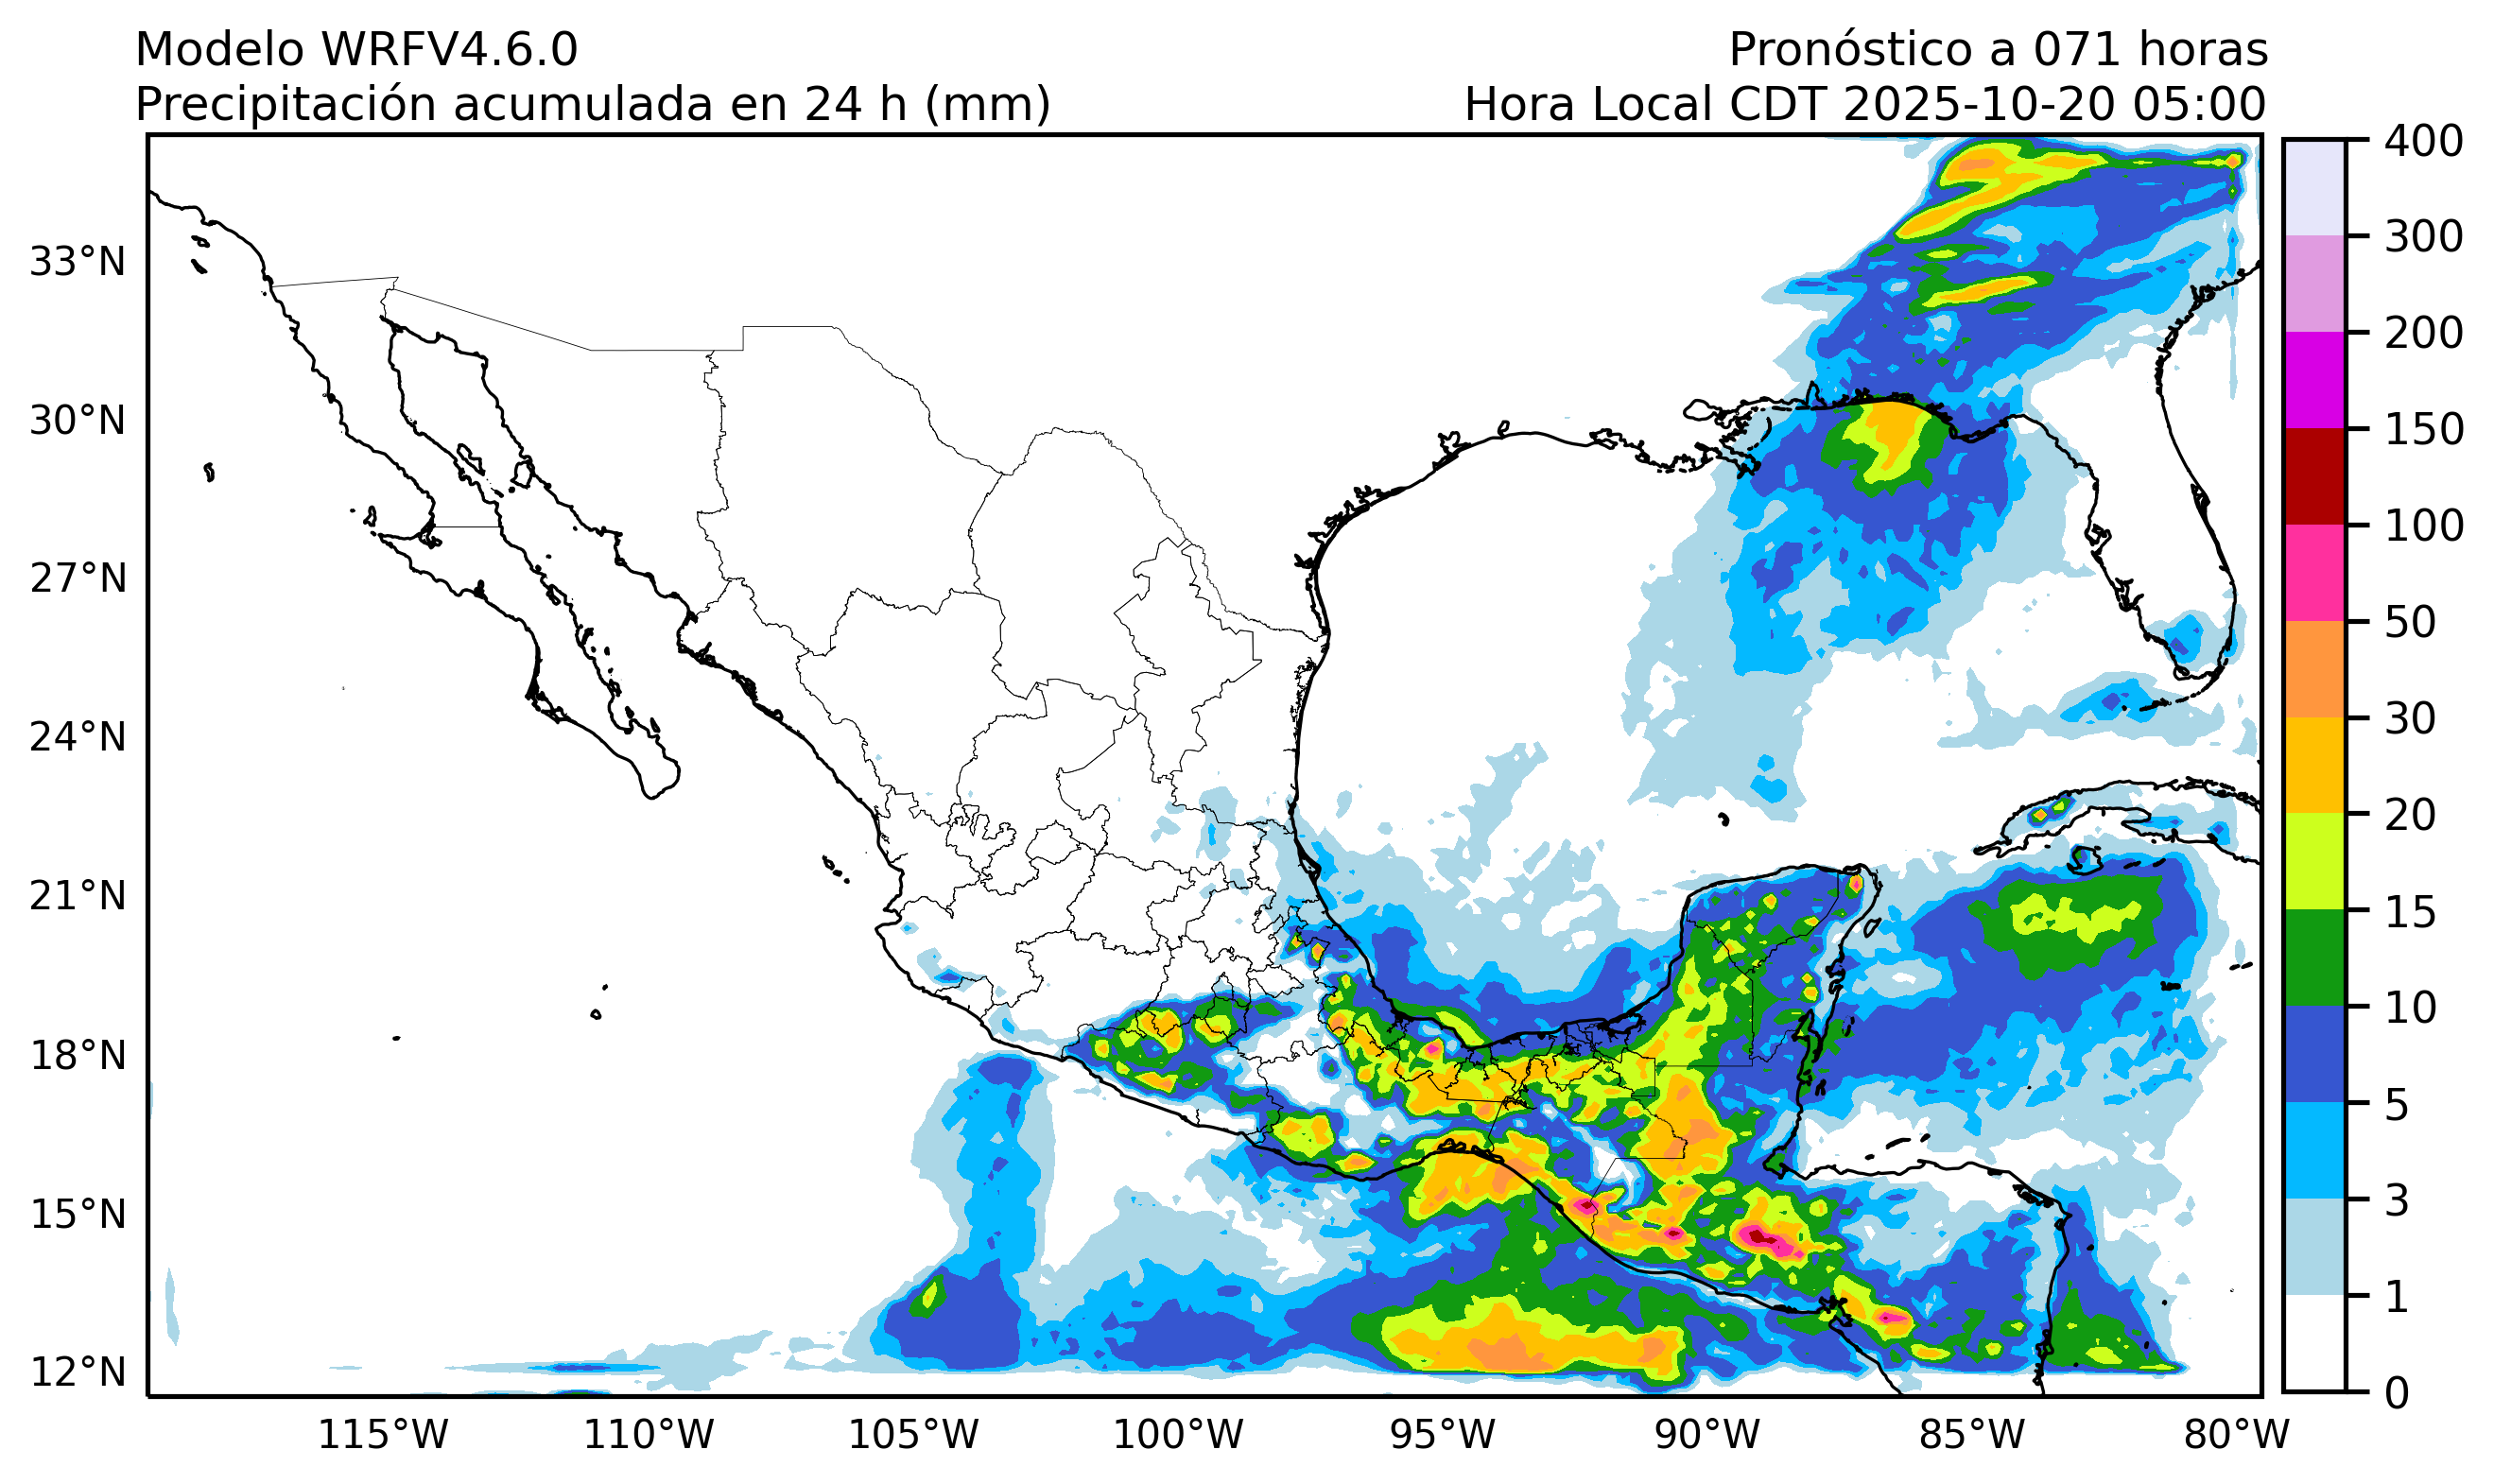 Modelo WRFV4.6.0
Pronóstico a 071 horas
Precipitación acumulada en 24 h (mm)
Hora Local CDT 2025-10-20 05:00
33°N
30°N
27°N
24°N
21°N
18°N
15°N
12°N
115°W
110°W
105°W
100°W
95°W
90°W
85°W
80°W
400
300
200
150
100
50
30
20
15
10
5
3
1
0